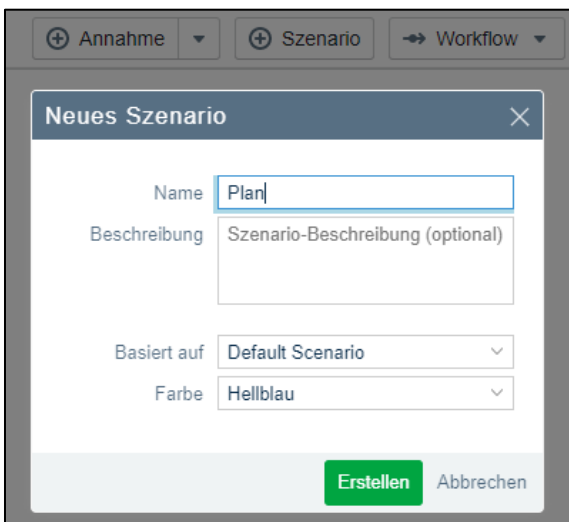 Annahme Szenario Workflow
Neues Szenario
Name Plan
Beschreibung Szenario-Beschreibung (optional)
Basiert auf Default Scenario
Farbe Hellblau
Erstellen Abbrechen